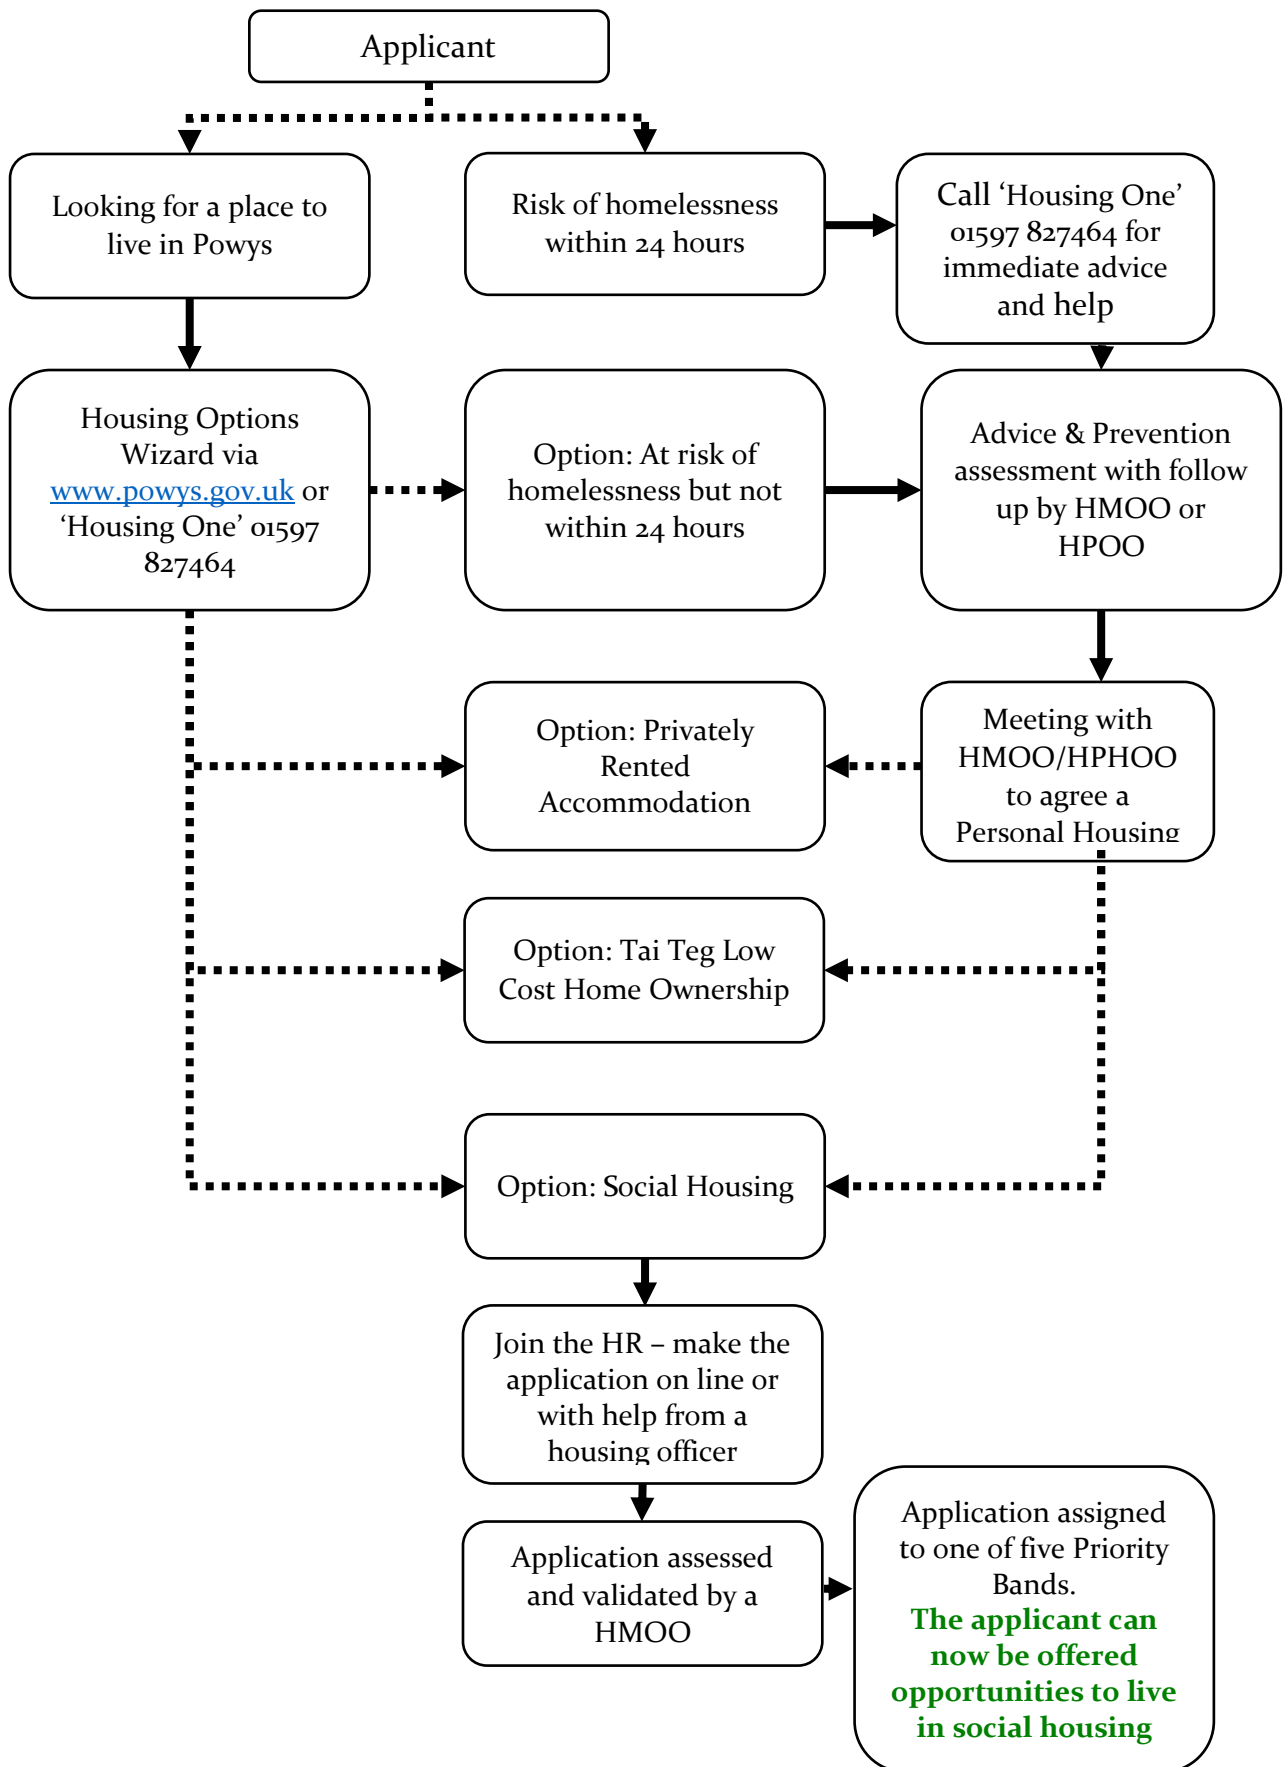 Applicant
Looking for a place to
live in Powys
Risk of homelessness
within 24 hours
Call ‘Housing One’
01597 827464 for
immediate advice
and help
Housing Options
Wizard via
www.powys.gov.uk or
‘Housing One’ 01597
827464
Option: At risk of
homelessness but not
within 24 hours
Advice & Prevention
assessment with follow
up by HMOO or
HPOO
Option: Privately
Rented
Accommodation
Meeting with
HMOO/HPHOO
to agree a
Personal Housing
Option: Tai Teg Low
Cost Home Ownership
Option: Social Housing
Join the HR – make the
application on line or
with help from a
housing officer
Application assessed
and validated by a
HMOO
Application assigned
to one of five Priority
Bands.
The applicant can
now be offered
opportunities to live
in social housing